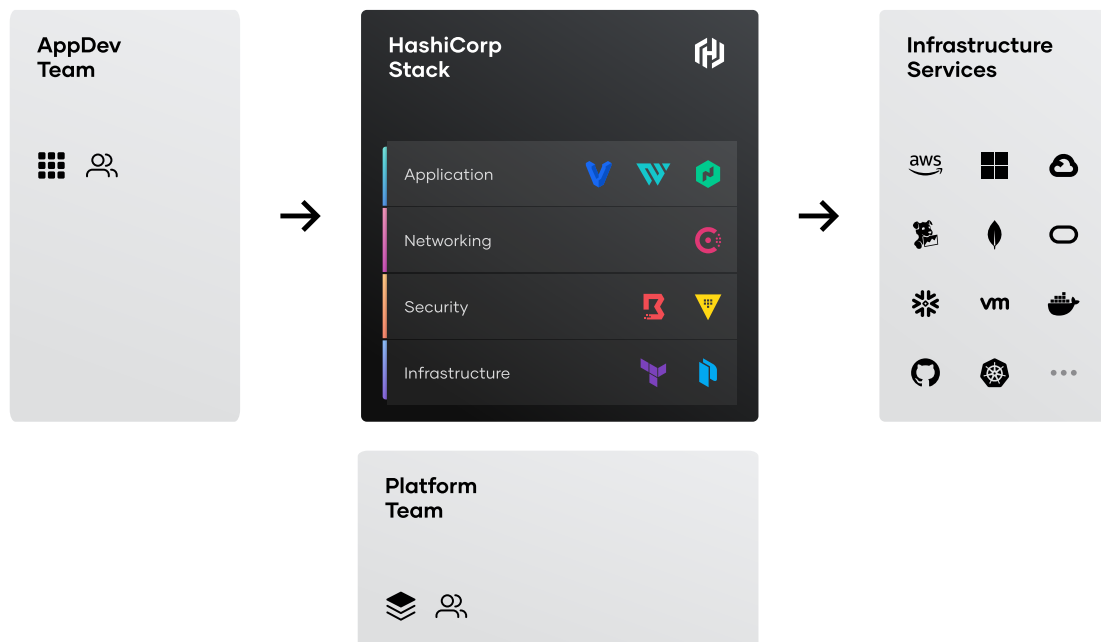 AppDev
Team
HashiCorp
Stack
Application
Networking
Security
Infrastructure
Infrastructure
Services
aws
vm
Platform
Team